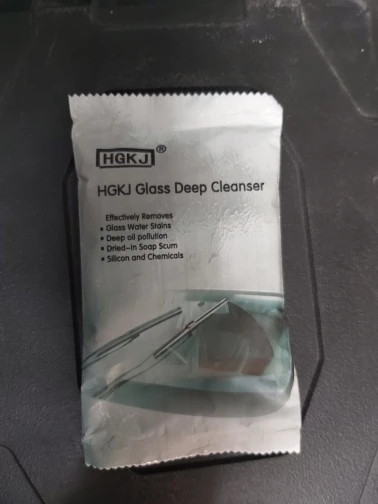 HGKJ®
HGKJ Glass Deep Cleanser
Effectively Removes
• Glass Water Stains
• Deep oil pollution
• Dried-in Soap Scum
• Silicon and Chemicals